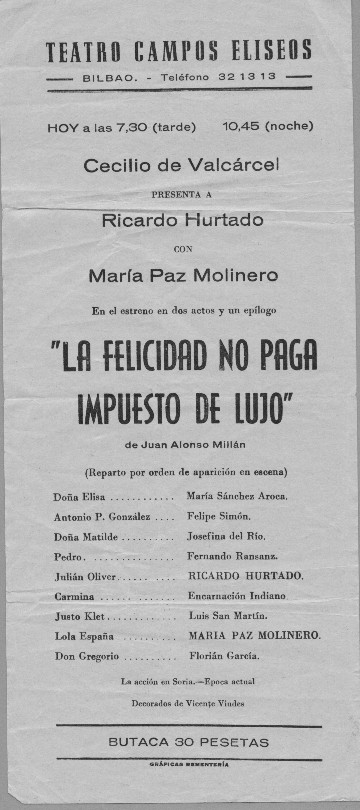 TEATRO CAMPOS ELISEOS
BILBAO. - Teléfono 32 13 13
HOY a las 7,30 (tarde) 10,45 (noche)
Cecilio de Valcárcel
PRESENTA A
Ricardo Hurtado
CON
María Paz Molinero
En el estreno en dos actos y un epílogo
"LA FELICIDAD NO PAGA
IMPUESTO DE LUJO"
de Juan Alonso Millán
(Reparto por orden de aparición en escena)
Doña Elisa ............ María Sánchez Aroca.
Antonio P. González .... Felipe Simón.
Doña Matilde .......... Josefina del Río.
Pedro. ................ Fernando Ransanz.
Julián Oliver.......... RICARDO HURTADO.
Carmina .............. Encarnación Indiano
Justo Klet............. Luis San Martín.
Lola España .......... MARIA PAZ MOLINERO.
Don Gregorio .......... Florián García.
La acción en Soria.—Epoca actual
Decorados de Vicente Vindes
BUTACA 30 PESETAS
GRÁFICAS EMENTERÍA